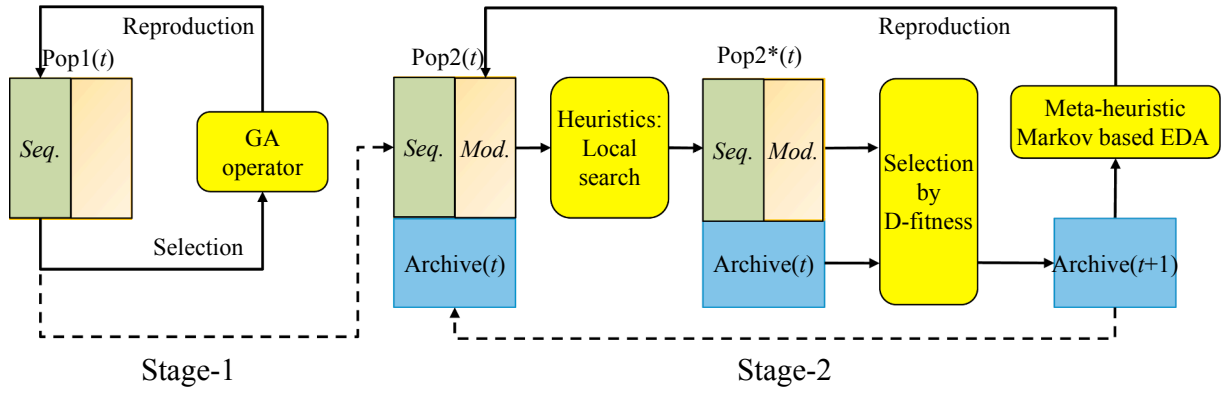 Reproduction
Pop1(t)
Seq.
GA
operator
Selection
Stage-1
Reproduction
Pop2(t)
Seq.
Mod.
Archive(t)
Heuristics:
Local
search
Pop2*(t)
Seq.
Mod.
Archive(t)
Selection
by
D-fitness
Meta-heuristic
Markov based EDA
Archive(t+1)
Stage-2